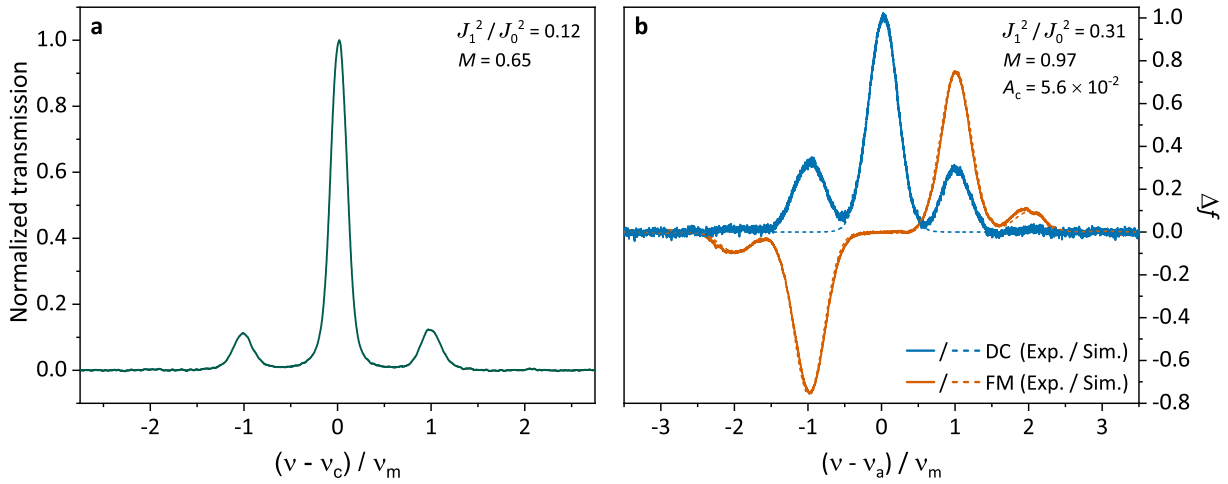 a
J₁² / J₀² = 0.12
M = 0.65
Normalized transmission
1.0
0.8
0.6
0.4
0.2
0.0
-2
-1
0
1
2
(ν - ν_c) / ν_m
b
J₁² / J₀² = 0.31
M = 0.97
A_c = 5.6 × 10⁻²
1.0
0.8
0.6
0.4
0.2
0.0
-0.2
-0.4
-0.6
-0.8
Δf
/ DC (Exp. / Sim.)
/ FM (Exp. / Sim.)
-3
-2
-1
0
1
2
3
(ν - ν_a) / ν_m